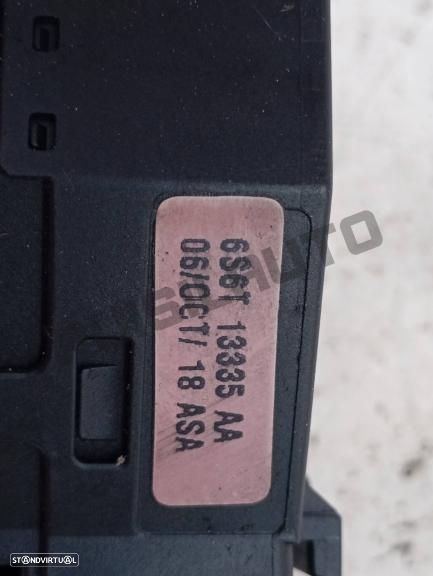 6S6T 13335 AA
06/OCT/ 18 ASA
STANDVIRTUAL